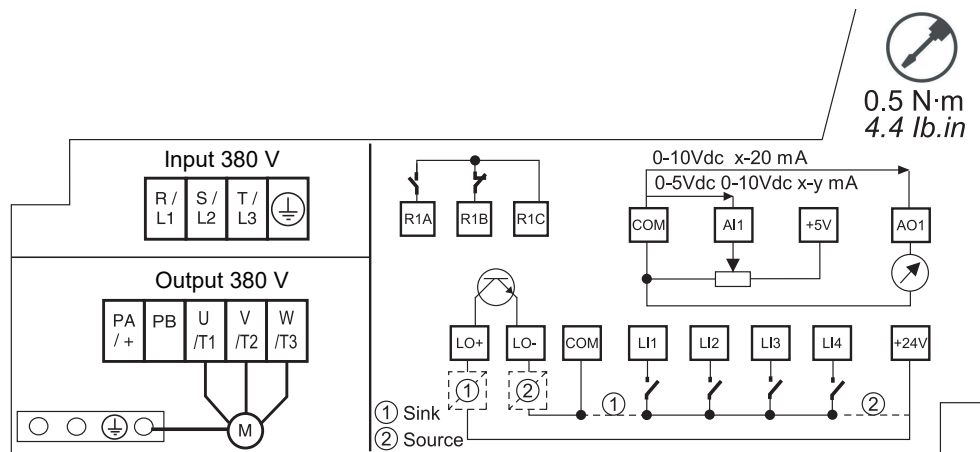 0.5 N·m
4.4 lb.in
Input 380 V
R / L1
S / L2
T / L3
Output 380 V
PA / +
PB
U /T1
V /T2
W /T3
M
R1A
R1B
R1C
0-10Vdc x-20 mA
0-5Vdc 0-10Vdc x-y mA
COM
AI1
+5V
AO1
LO+
LO-
COM
LI1
LI2
LI3
LI4
+24V
1
2
1
2
① Sink
② Source